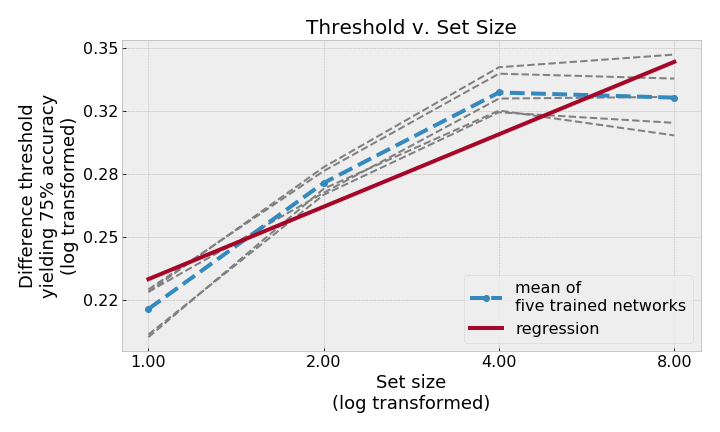 Threshold v. Set Size
Difference threshold
yielding 75% accuracy
(log transformed)
0.35
0.32
0.28
0.25
0.22
1.00
2.00
4.00
8.00
Set size
(log transformed)
mean of
five trained networks
regression